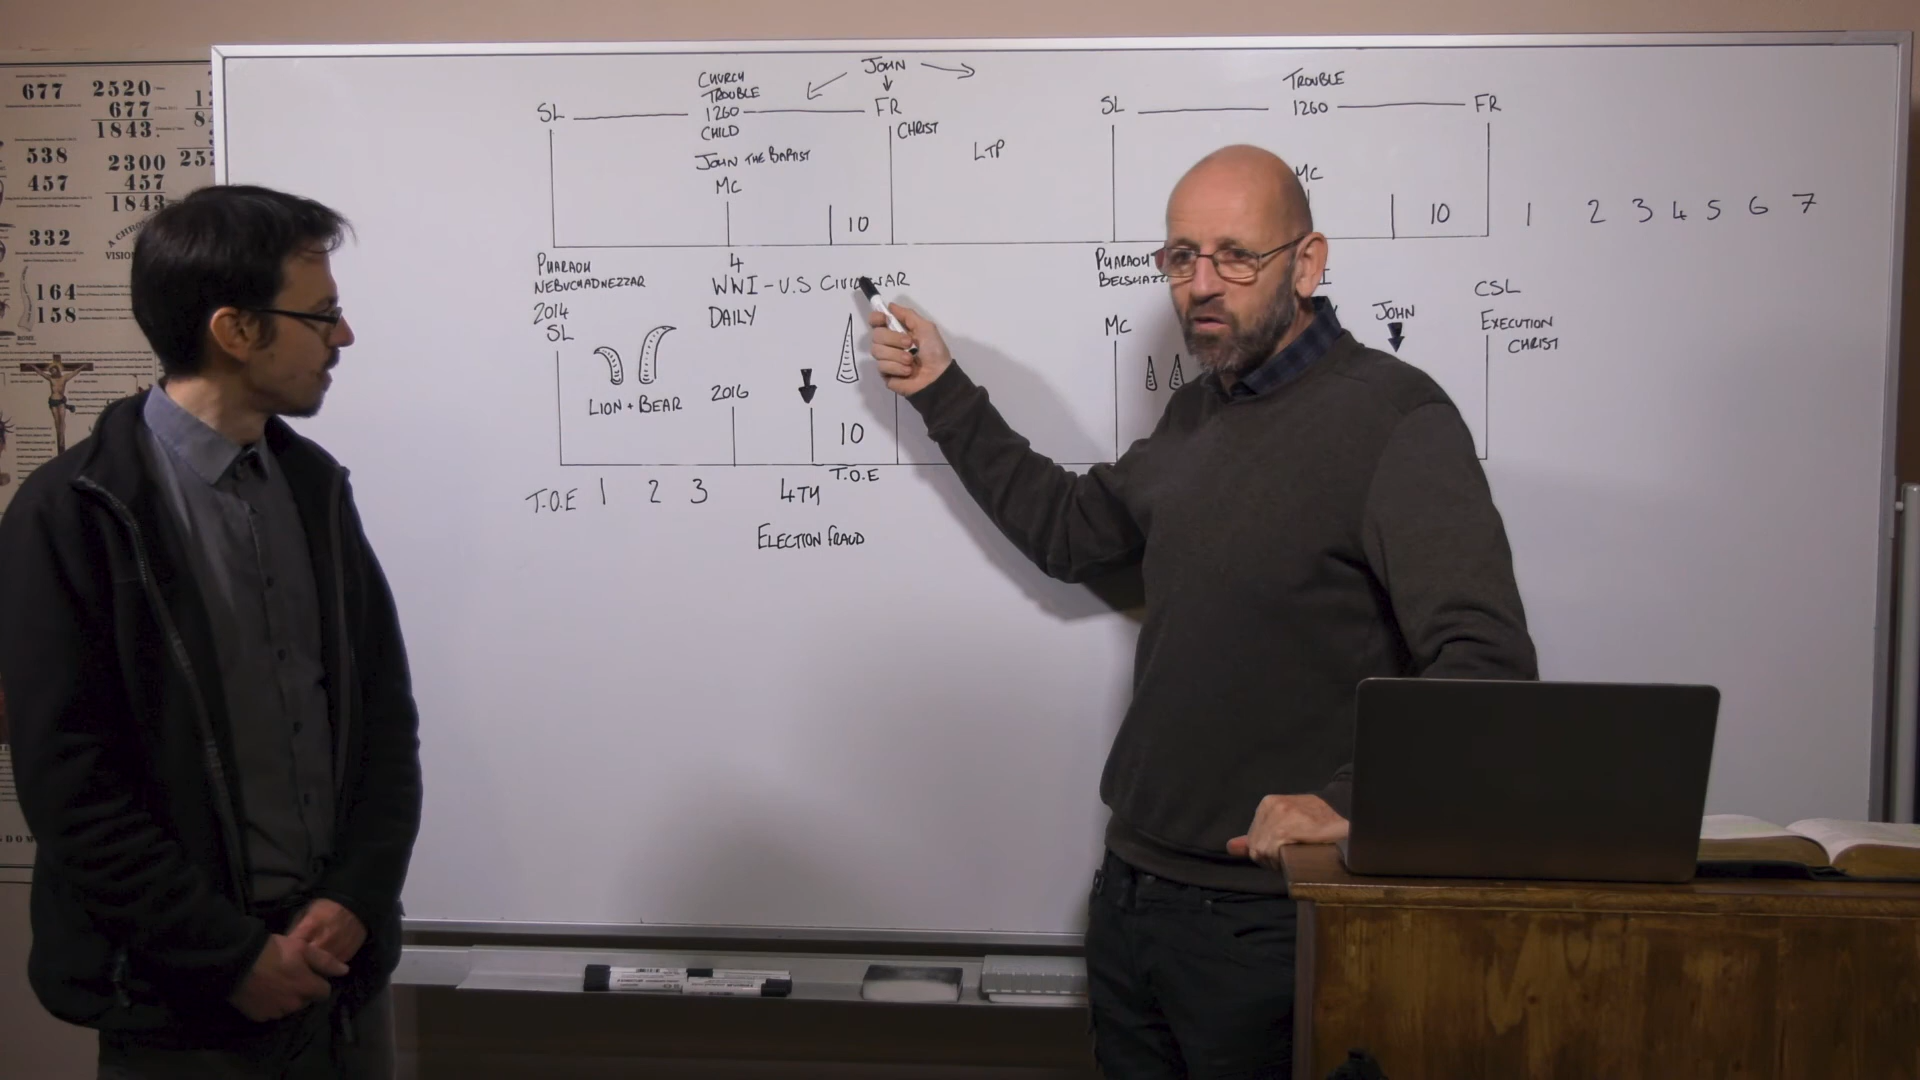 677
2520
677
1843.
538
457
2300
457
1843
332
164
158
JOHN
CHURCH
TROUBLE
SL
1260
FR
CHILD
CHRIST
JOHN THE BAPTIST
MC
10
LTP
TROUBLE
SL
1260
FR
MC
10
1 2 3 4 5 6 7
PHARAOH
NEBUCHADNEZZAR
2014
SL
4
WWI - U.S CIVIL WAR
DAILY
LION + BEAR
2016
10
T.O.E 1 2 3 4TH T.O.E
ELECTION FRAUD
PHARAOH
MC
JOHN
CSL
EXECUTION
CHRIST